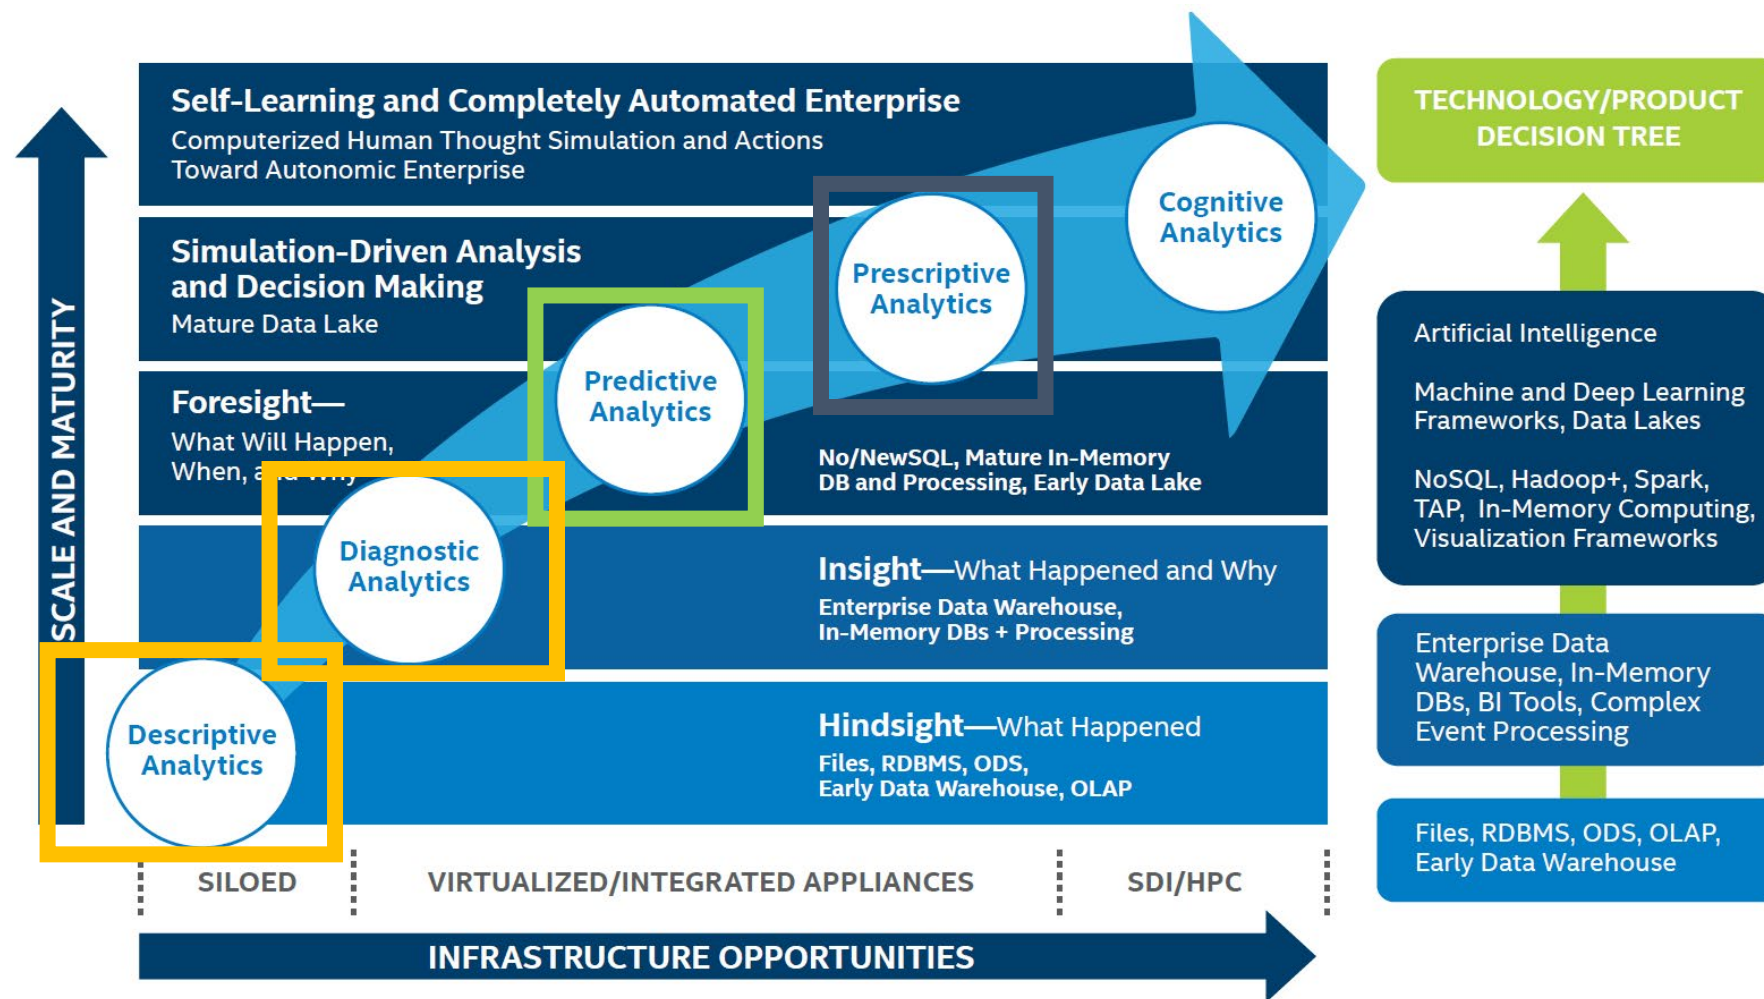 Self-Learning and Completely Automated Enterprise
Computerized Human Thought Simulation and Actions
Toward Autonomic Enterprise
Simulation-Driven Analysis
and Decision Making
Mature Data Lake
Foresight—
What Will Happen,
When, and Why
No/NewSQL, Mature In-Memory
DB and Processing, Early Data Lake
Insight—What Happened and Why
Enterprise Data Warehouse,
In-Memory DBs + Processing
Hindsight—What Happened
Files, RDBMS, ODS,
Early Data Warehouse, OLAP
Descriptive
Analytics
Diagnostic
Analytics
Predictive
Analytics
Prescriptive
Analytics
Cognitive
Analytics
SCALE AND MATURITY
SILOED
VIRTUALIZED/INTEGRATED APPLIANCES
SDI/HPC
INFRASTRUCTURE OPPORTUNITIES
TECHNOLOGY/PRODUCT
DECISION TREE
Artificial Intelligence
Machine and Deep Learning
Frameworks, Data Lakes
NoSQL, Hadoop+, Spark,
TAP, In-Memory Computing,
Visualization Frameworks
Enterprise Data
Warehouse, In-Memory
DBs, BI Tools, Complex
Event Processing
Files, RDBMS, ODS, OLAP,
Early Data Warehouse